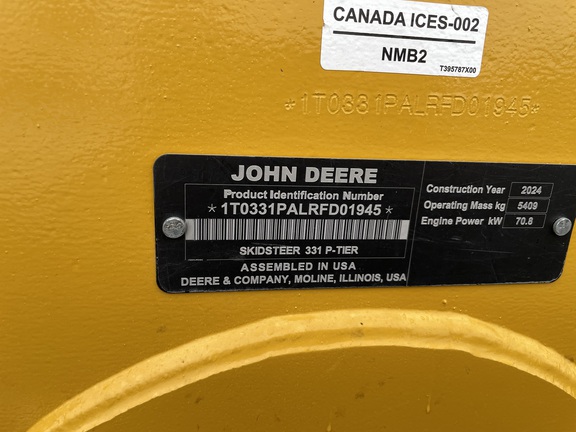 CANADA ICES-002
NMB2
T395787X00
*1T0331PALRFD01945*
JOHN DEERE
Product Identification Number
*1T0331PALRFD01945*
SKIDSTEER 331 P-TIER
ASSEMBLED IN USA
DEERE & COMPANY, MOLINE, ILLINOIS, USA
Construction Year 2024
Operating Mass kg 5409
Engine Power kW 70.8